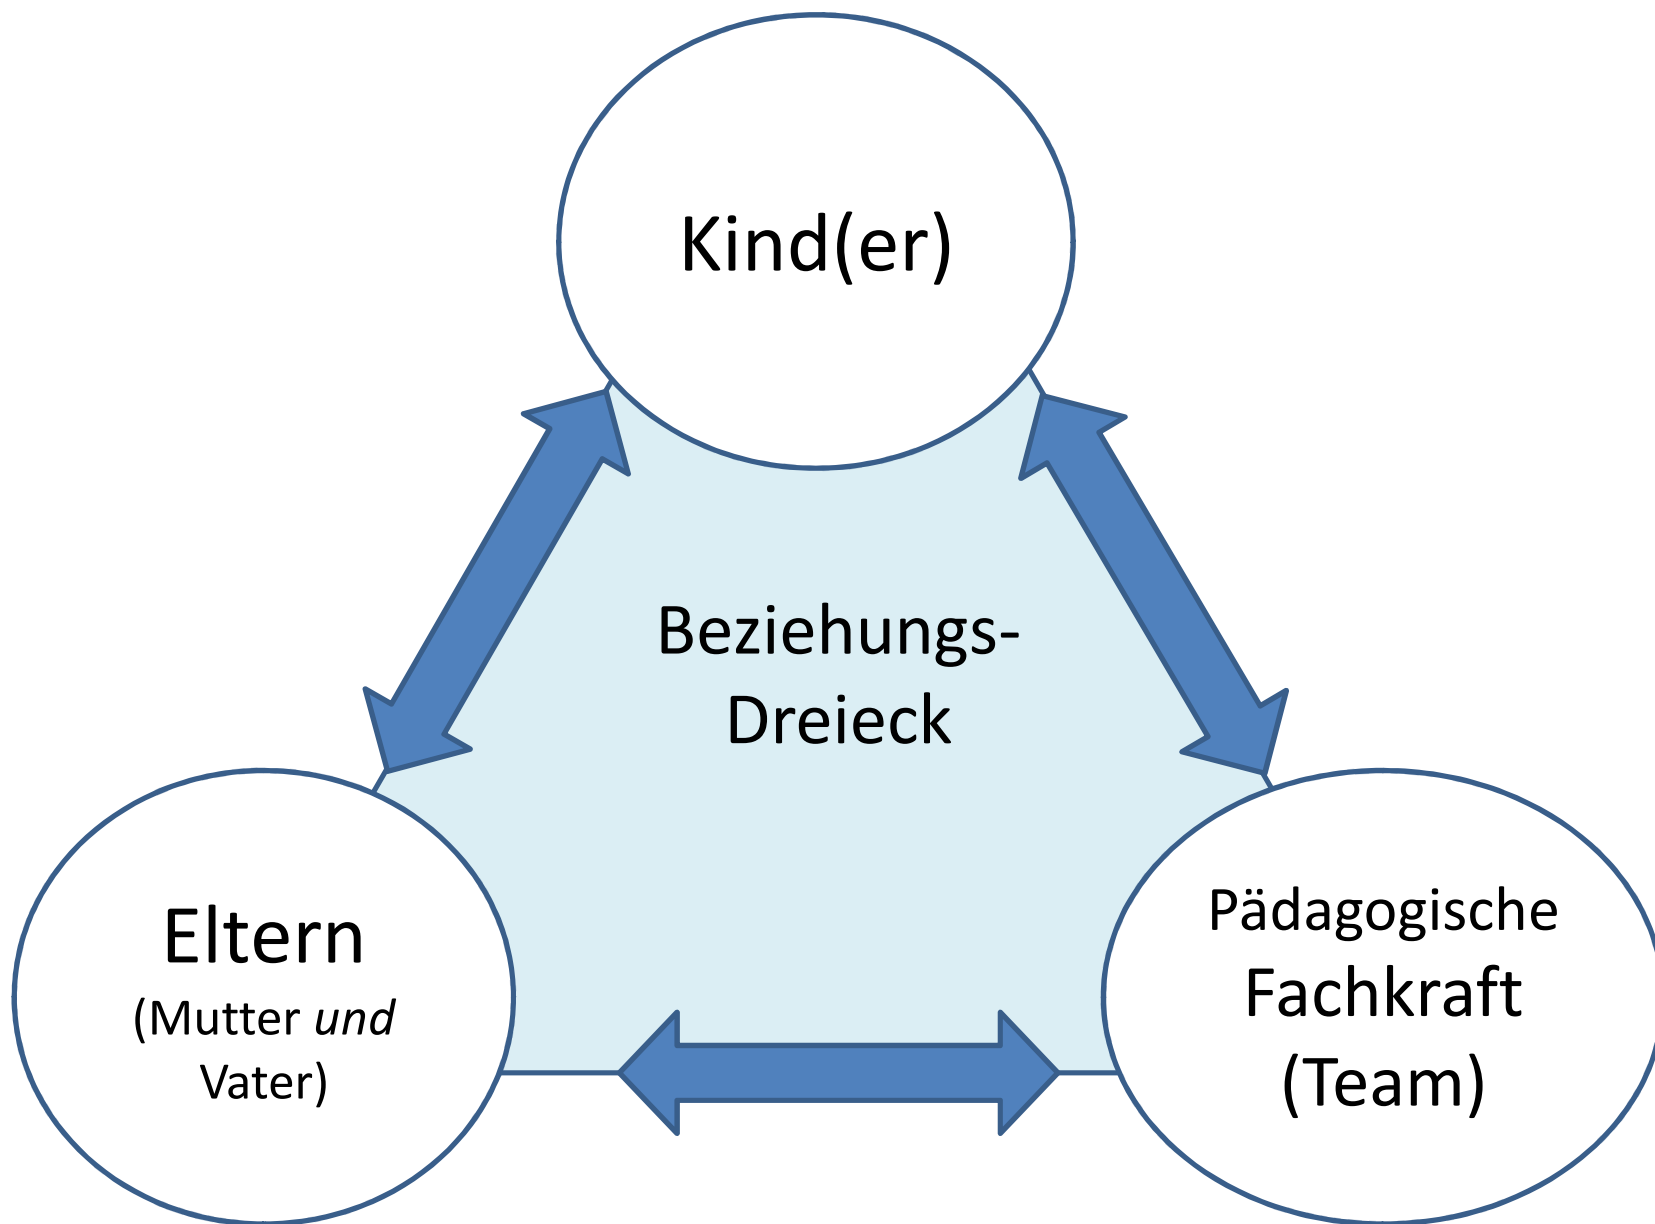 Kind(er)
Beziehungs-
Dreieck
Eltern
(Mutter und
Vater)
Pädagogische
Fachkraft
(Team)